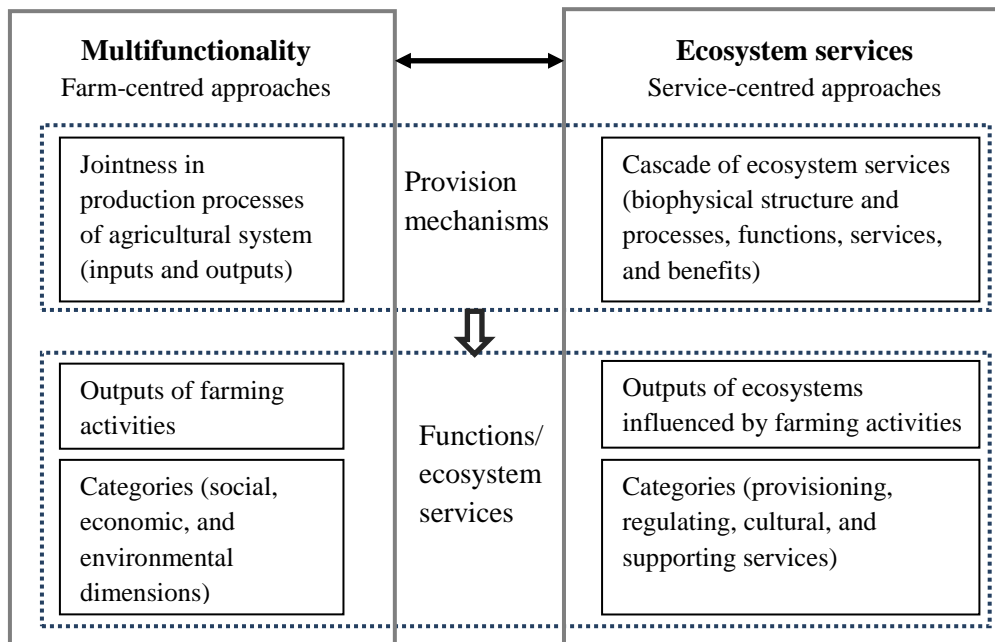 Multifunctionality
Farm-centred approaches
Ecosystem services
Service-centred approaches
Jointness in
production processes
of agricultural system
(inputs and outputs)
Provision
mechanisms
Cascade of ecosystem services
(biophysical structure and
processes, functions, services,
and benefits)
Outputs of farming
activities
Categories (social,
economic, and
environmental
dimensions)
Functions/
ecosystem
services
Outputs of ecosystems
influenced by farming activities
Categories (provisioning,
regulating, cultural, and
supporting services)